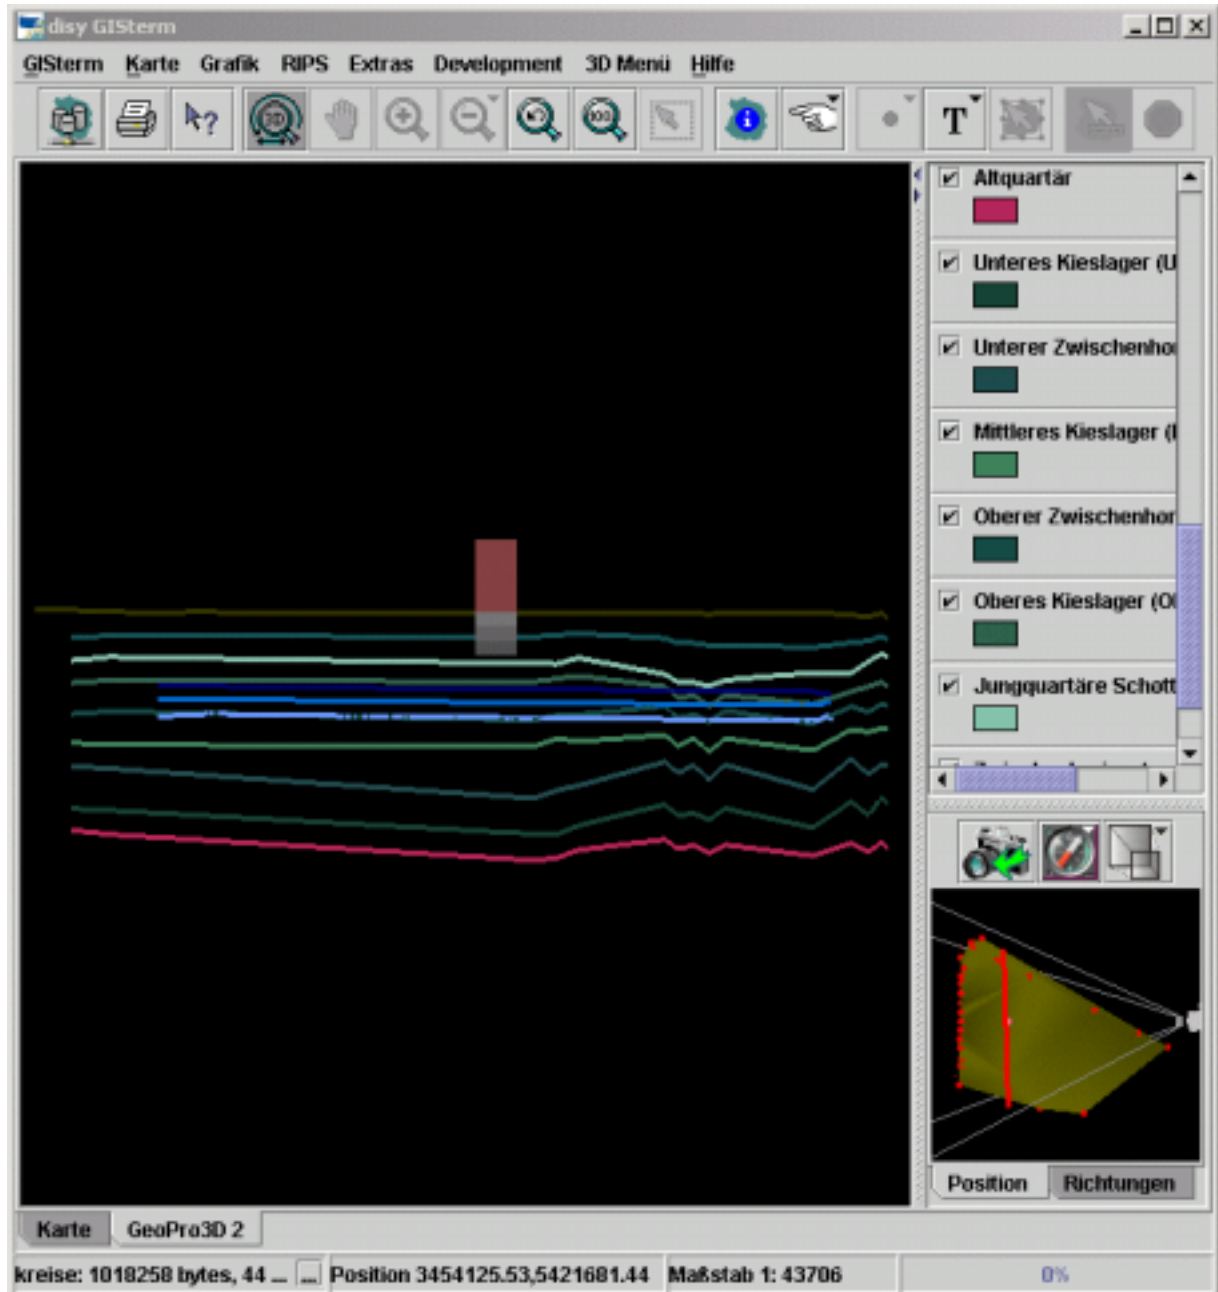 disy GISterm
GISterm Karte Grafik RIPS Extras Development 3D Menü Hilfe
3D 100 i T
Altquartär
Unteres Kieslager (U
Unterer Zwischenho
Mittleres Kieslager (
Oberer Zwischenhor
Oberes Kieslager (O
Jungquartäre Schott
Position Richtungen
Karte GeoPro3D 2
kreise: 1018258 bytes, 44 ... ... Position 3454125.53,5421681.44 Maßstab 1: 43706 0%